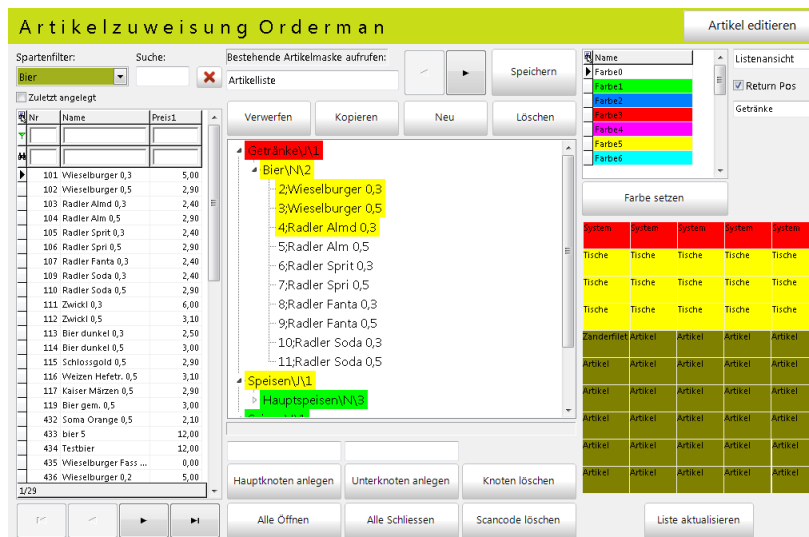 Artikelzuweisung Orderman
Artikel editieren
Spartenfilter:
Suche:
Bier
Zuletzt angelegt
Nr Name Preis1
101 Wieselburger 0,3 5,00
102 Wieselburger 0,5 2,90
103 Radler Almd 0,3 2,40
104 Radler Alm 0,5 2,90
105 Radler Sprit 0,3 2,40
106 Radler Spri 0,5 2,90
107 Radler Fanta 0,3 2,40
109 Radler Soda 0,3 2,40
110 Radler Soda 0,5 2,90
111 Zwickl 0,3 6,00
112 Zwickl 0,5 3,10
113 Bier dunkel 0,3 2,50
114 Bier dunkel 0,5 3,00
115 Schlossgold 0,5 2,90
116 Weizen Hefetr. 0,5 3,10
117 Kaiser Märzen 0,5 2,90
119 Bier gem. 0,5 3,00
432 Soma Orange 0,5 2,10
433 bier 5 12,00
434 Testbier 12,00
435 Wieselburger Fass ... 0,00
436 Wieselburger 0,2 5,00
1/29
Bestehende Artikelmaske aufrufen:
Artikelliste
Speichern
Verwerfen
Kopieren
Neu
Löschen
Getränke\J\1
Bier\N\2
2;Wieselburger 0,3
3;Wieselburger 0,5
4;Radler Almd 0,3
5;Radler Alm 0,5
6;Radler Sprit 0,3
7;Radler Spri 0,5
8;Radler Fanta 0,3
9;Radler Fanta 0,5
10;Radler Soda 0,3
11;Radler Soda 0,5
Speisen\J\1
Hauptspeisen\N\3
Hauptknoten anlegen
Unterknoten anlegen
Knoten löschen
Alle Öffnen
Alle Schliessen
Scancode löschen
Name
Farbe0
Farbe1
Farbe2
Farbe3
Farbe4
Farbe5
Farbe6
Listenansicht
Return Pos
Getränke
Farbe setzen
System System System System System
Tische Tische Tische Tische Tische
Tische Tische Tische Tische Tische
Tische Tische Tische Tische Tische
Zanderfilet Artikel Artikel Artikel Artikel
Artikel Artikel Artikel Artikel Artikel
Artikel Artikel Artikel Artikel Artikel
Artikel Artikel Artikel Artikel Artikel
Artikel Artikel Artikel Artikel Artikel
Artikel Artikel Artikel Artikel Artikel
Liste aktualisieren